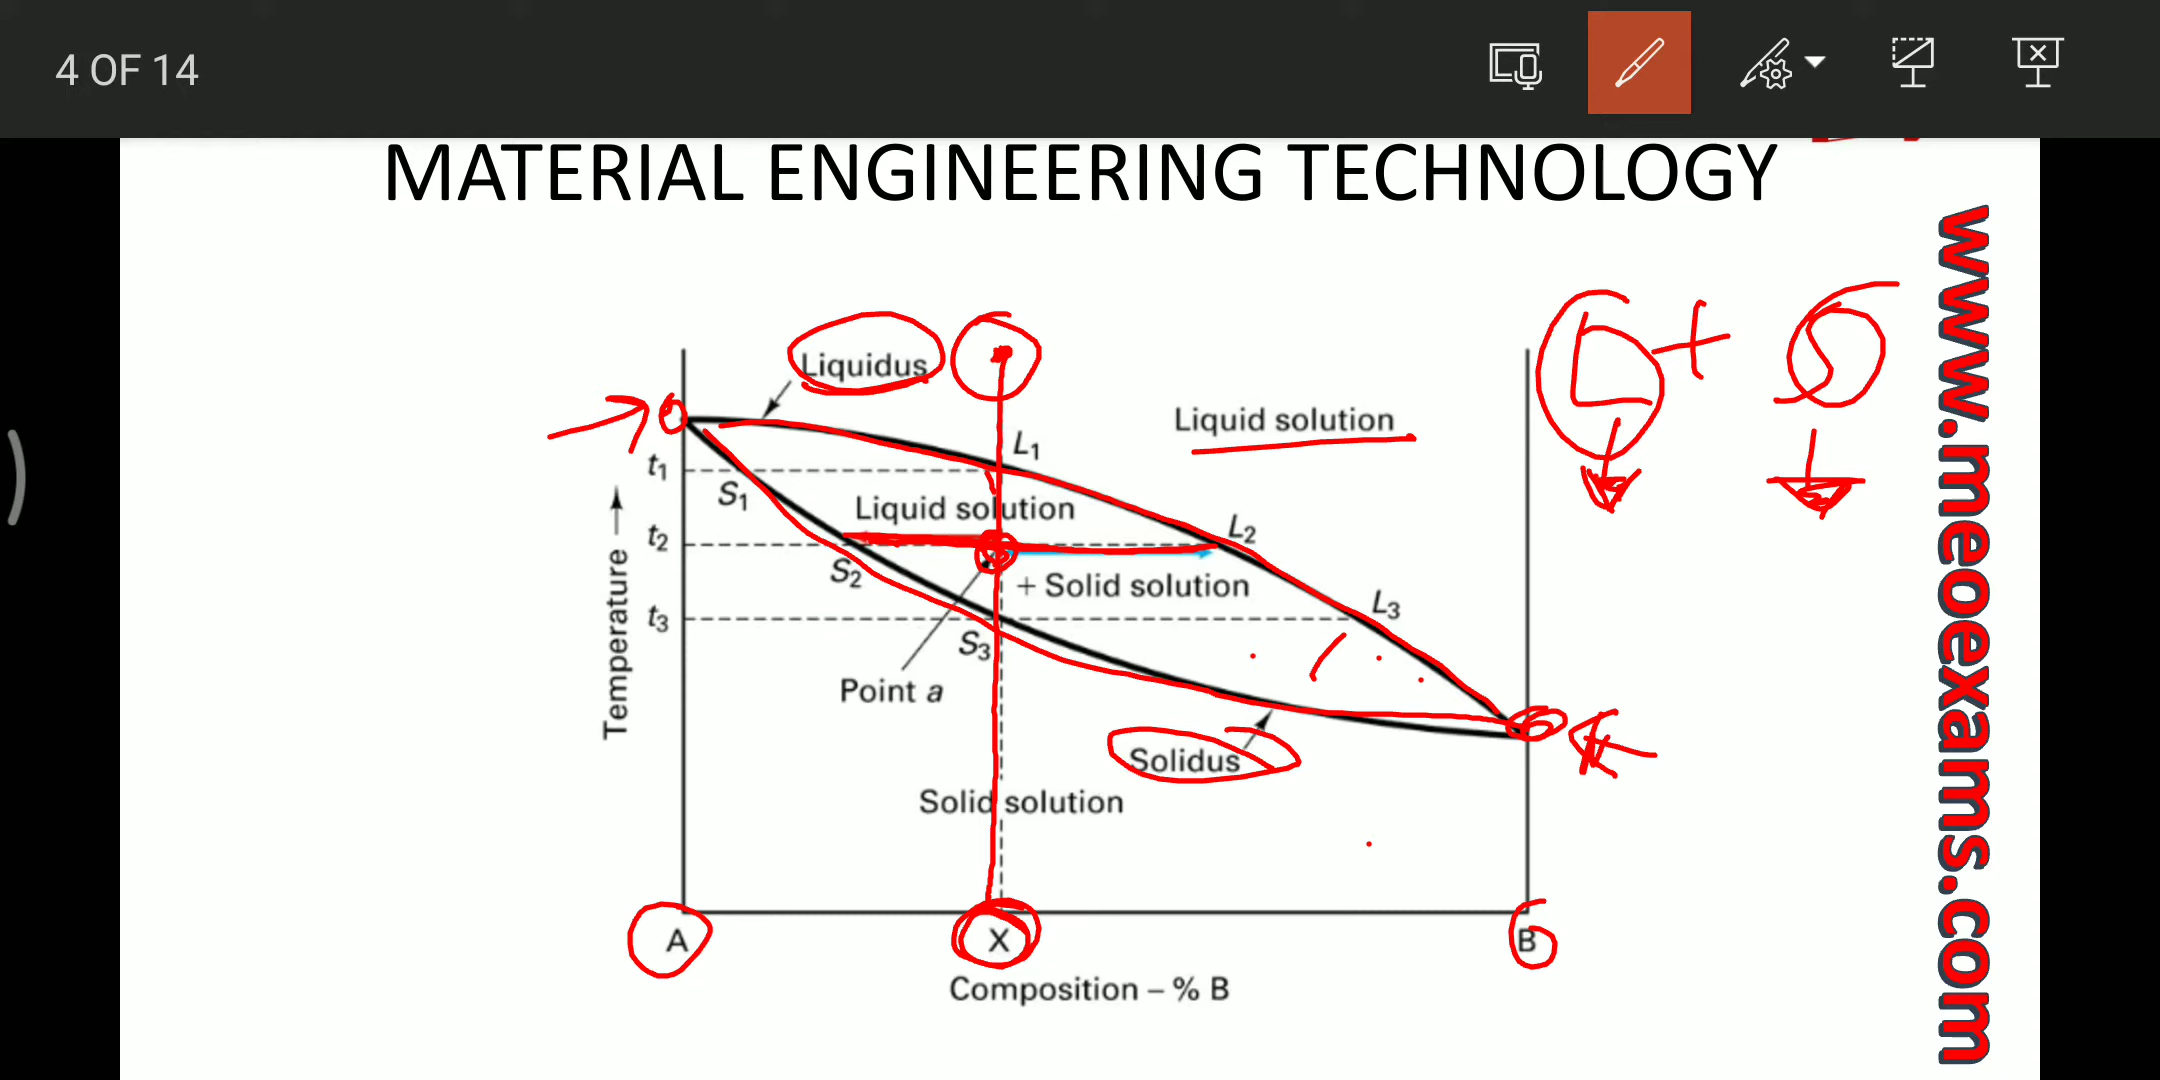 4 OF 14
MATERIAL ENGINEERING TECHNOLOGY
www.meoexams.com
L + S
Liquidus
Liquid solution
L1
t1
S1
Liquid solution
L2
t2
S2
+ Solid solution
L3
t3
S3
Point a
Temperature
Solidus
Solid solution
A
X
B
Composition – % B